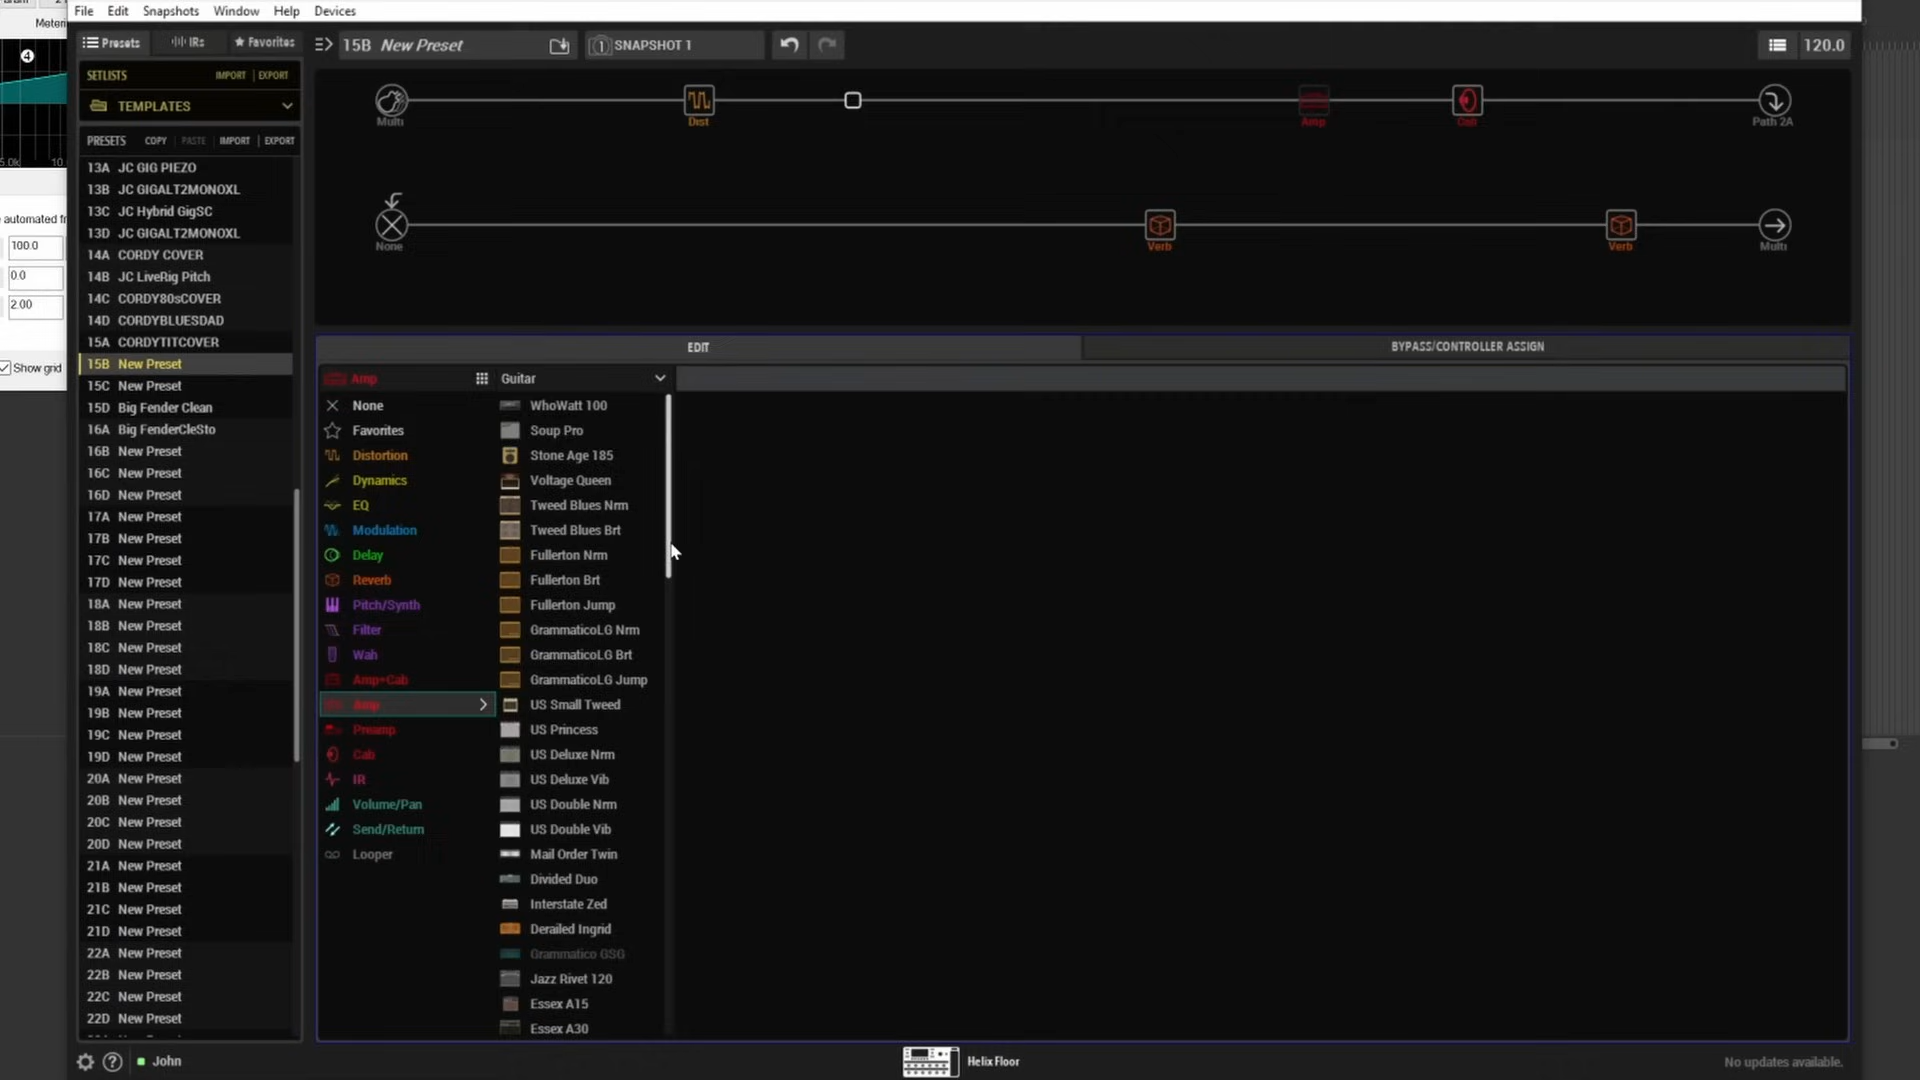 File Edit Snapshots Window Help Devices
Meteri
Presets IRs Favorites
15B New Preset
1 SNAPSHOT 1
120.0
4
SETLISTS IMPORT | EXPORT
TEMPLATES
PRESETS COPY PASTE IMPORT EXPORT
5.0k 10.
Multi Dist Amp Cab Path 2A
None Verb Verb Multi
e automated fr
100.0
0.0
2.00
Show grid
13A JC GIG PIEZO
13B JC GIGALT2MONOXL
13C JC Hybrid GigSC
13D JC GIGALT2MONOXL
14A CORDY COVER
14B JC LiveRig Pitch
14C CORDY80sCOVER
14D CORDYBLUESDAD
15A CORDYTITCOVER
15B New Preset
15C New Preset
15D Big Fender Clean
16A Big FenderCleSto
16B New Preset
16C New Preset
16D New Preset
17A New Preset
17B New Preset
17C New Preset
17D New Preset
18A New Preset
18B New Preset
18C New Preset
18D New Preset
19A New Preset
19B New Preset
19C New Preset
19D New Preset
20A New Preset
20B New Preset
20C New Preset
20D New Preset
21A New Preset
21B New Preset
21C New Preset
21D New Preset
22A New Preset
22B New Preset
22C New Preset
22D New Preset
EDIT BYPASS/CONTROLLER ASSIGN
Amp
None
Favorites
Distortion
Dynamics
EQ
Modulation
Delay
Reverb
Pitch/Synth
Filter
Wah
Amp+Cab
Amp
Preamp
Cab
IR
Volume/Pan
Send/Return
Looper
Guitar
WhoWatt 100
Soup Pro
Stone Age 185
Voltage Queen
Tweed Blues Nrm
Tweed Blues Brt
Fullerton Nrm
Fullerton Brt
Fullerton Jump
GrammaticoLG Nrm
GrammaticoLG Brt
GrammaticoLG Jump
US Small Tweed
US Princess
US Deluxe Nrm
US Deluxe Vib
US Double Nrm
US Double Vib
Mail Order Twin
Divided Duo
Interstate Zed
Derailed Ingrid
Grammatico GSG
Jazz Rivet 120
Essex A15
Essex A30
John
Helix Floor
No updates available.